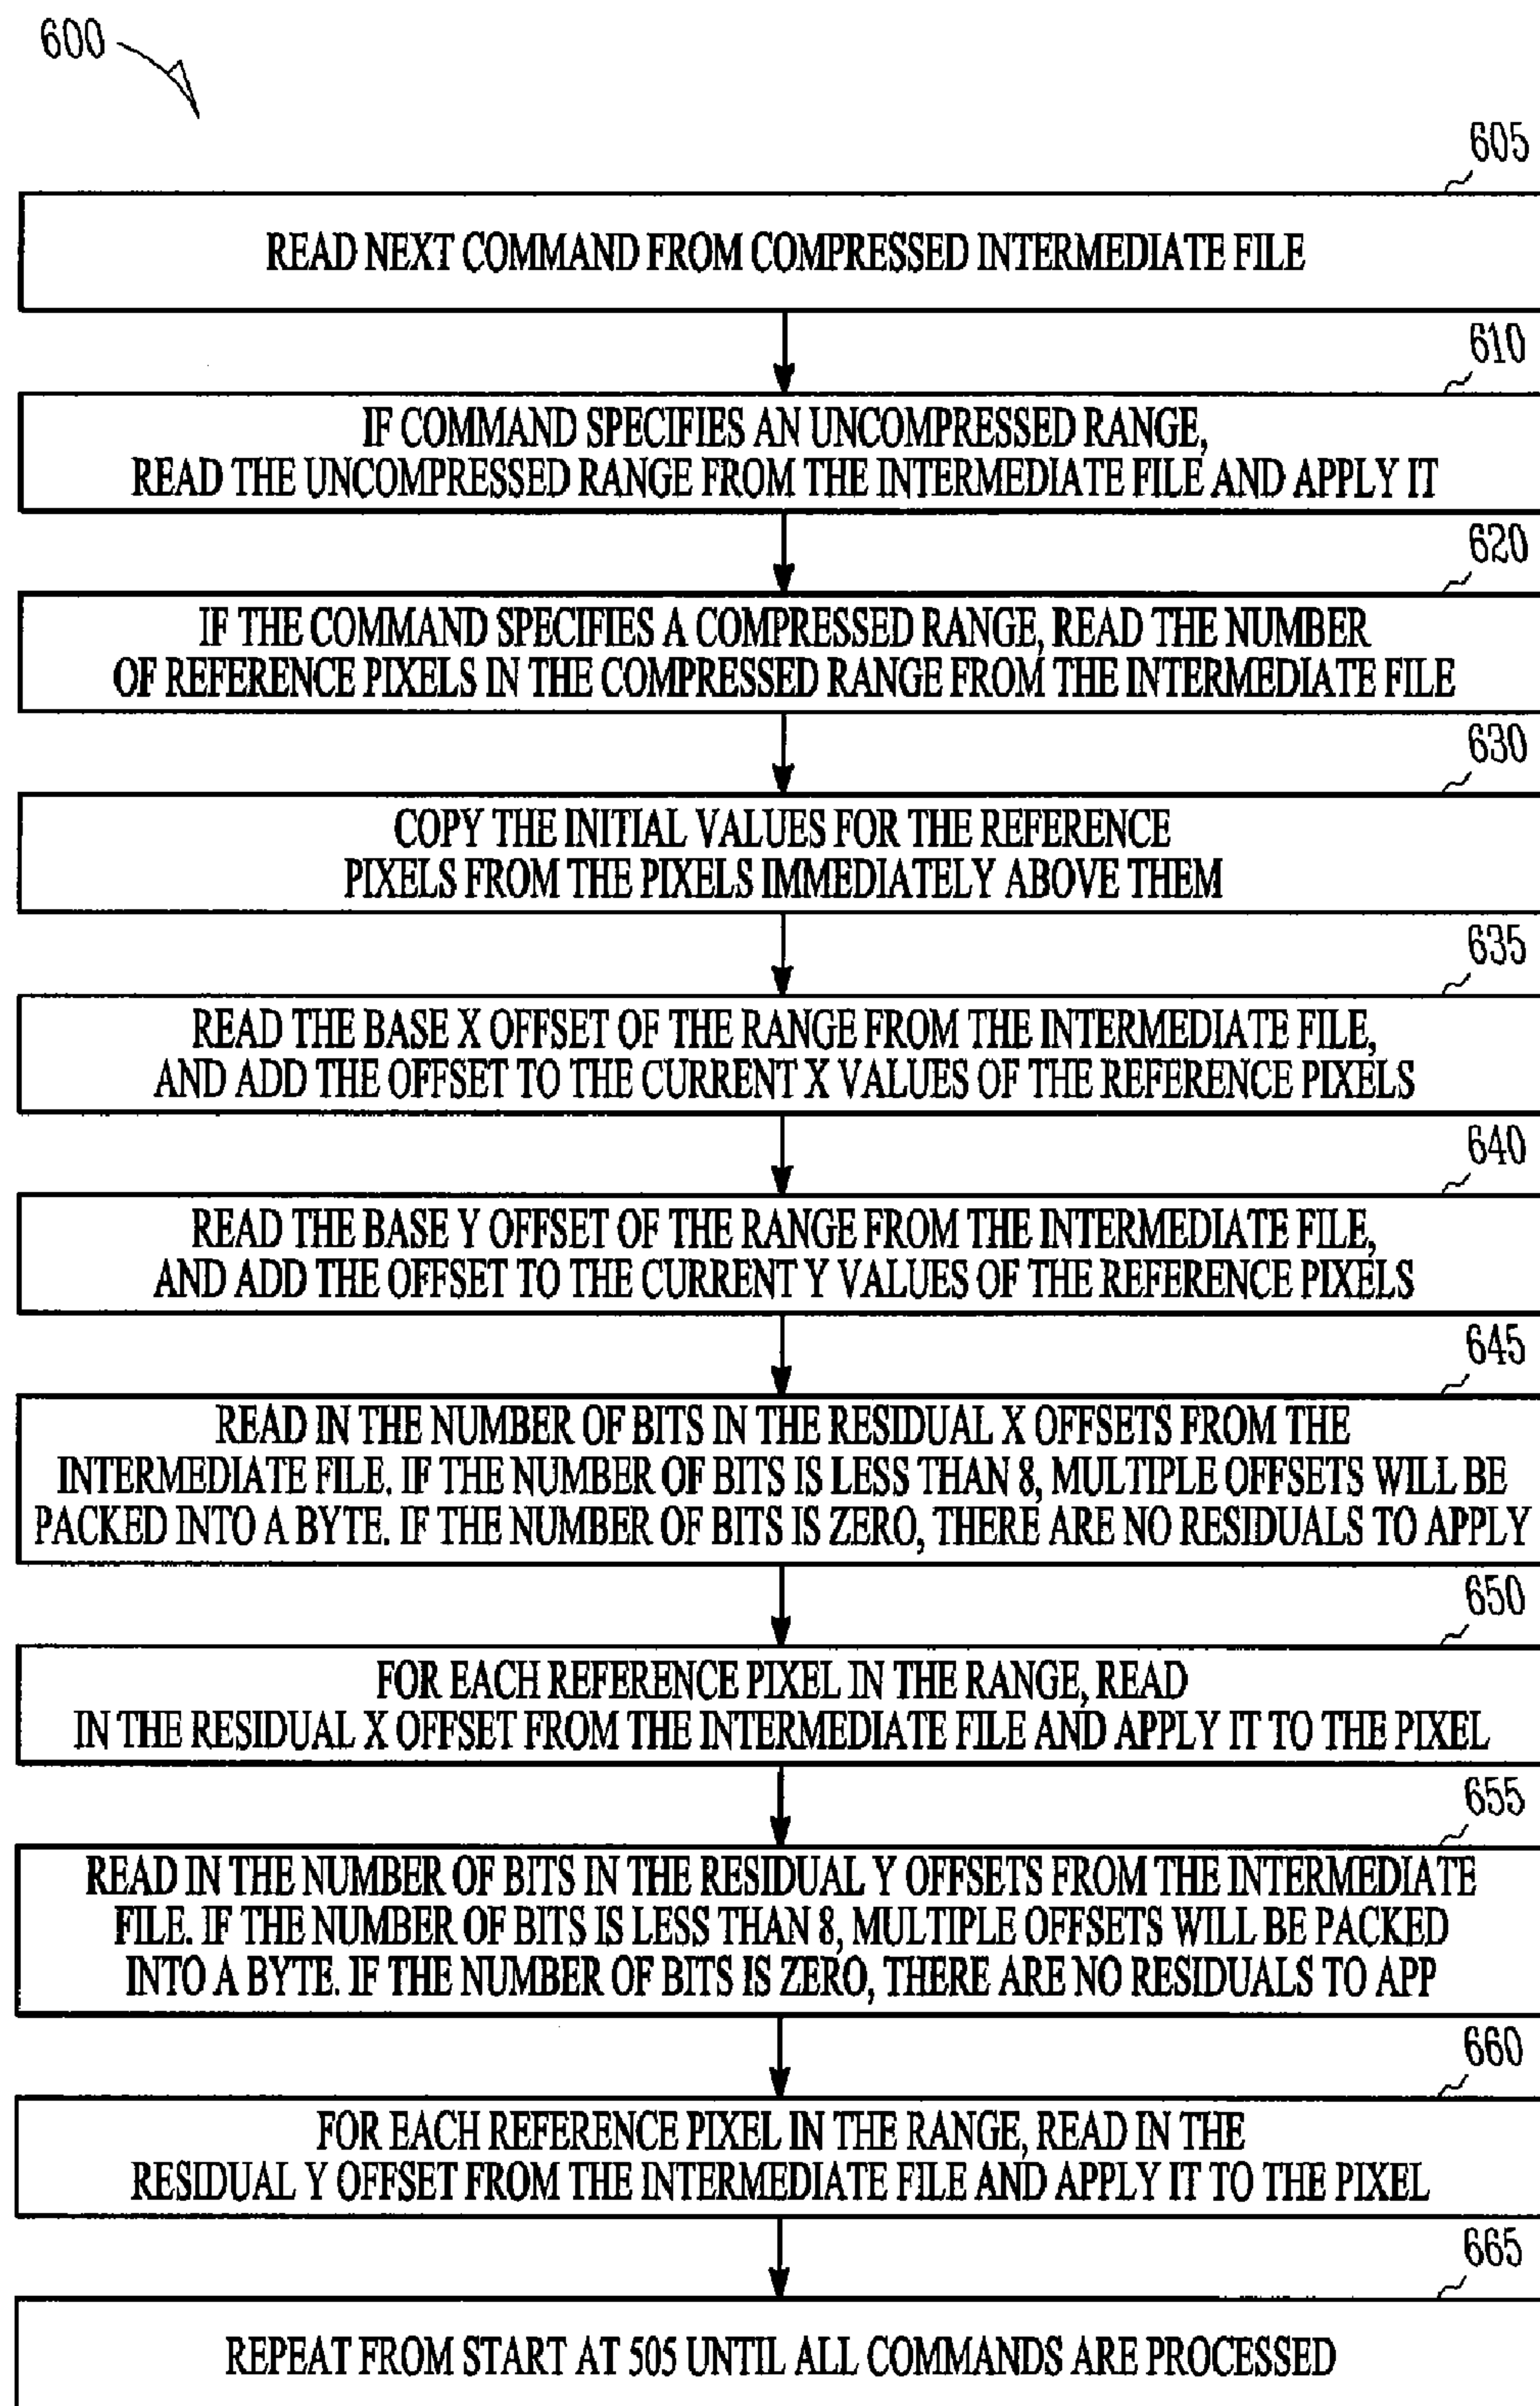 600
605
READ NEXT COMMAND FROM COMPRESSED INTERMEDIATE FILE
610
IF COMMAND SPECIFIES AN UNCOMPRESSED RANGE,
READ THE UNCOMPRESSED RANGE FROM THE INTERMEDIATE FILE AND APPLY IT
620
IF THE COMMAND SPECIFIES A COMPRESSED RANGE, READ THE NUMBER
OF REFERENCE PIXELS IN THE COMPRESSED RANGE FROM THE INTERMEDIATE FILE
630
COPY THE INITIAL VALUES FOR THE REFERENCE
PIXELS FROM THE PIXELS IMMEDIATELY ABOVE THEM
635
READ THE BASE X OFFSET OF THE RANGE FROM THE INTERMEDIATE FILE,
AND ADD THE OFFSET TO THE CURRENT X VALUES OF THE REFERENCE PIXELS
640
READ THE BASE Y OFFSET OF THE RANGE FROM THE INTERMEDIATE FILE,
AND ADD THE OFFSET TO THE CURRENT Y VALUES OF THE REFERENCE PIXELS
645
READ IN THE NUMBER OF BITS IN THE RESIDUAL X OFFSETS FROM THE
INTERMEDIATE FILE. IF THE NUMBER OF BITS IS LESS THAN 8, MULTIPLE OFFSETS WILL BE
PACKED INTO A BYTE. IF THE NUMBER OF BITS IS ZERO, THERE ARE NO RESIDUALS TO APPLY
650
FOR EACH REFERENCE PIXEL IN THE RANGE, READ
IN THE RESIDUAL X OFFSET FROM THE INTERMEDIATE FILE AND APPLY IT TO THE PIXEL
655
READ IN THE NUMBER OF BITS IN THE RESIDUAL Y OFFSETS FROM THE INTERMEDIATE
FILE. IF THE NUMBER OF BITS IS LESS THAN 8, MULTIPLE OFFSETS WILL BE PACKED
INTO A BYTE. IF THE NUMBER OF BITS IS ZERO, THERE ARE NO RESIDUALS TO APP
660
FOR EACH REFERENCE PIXEL IN THE RANGE, READ IN THE
RESIDUAL Y OFFSET FROM THE INTERMEDIATE FILE AND APPLY IT TO THE PIXEL
665
REPEAT FROM START AT 505 UNTIL ALL COMMANDS ARE PROCESSED